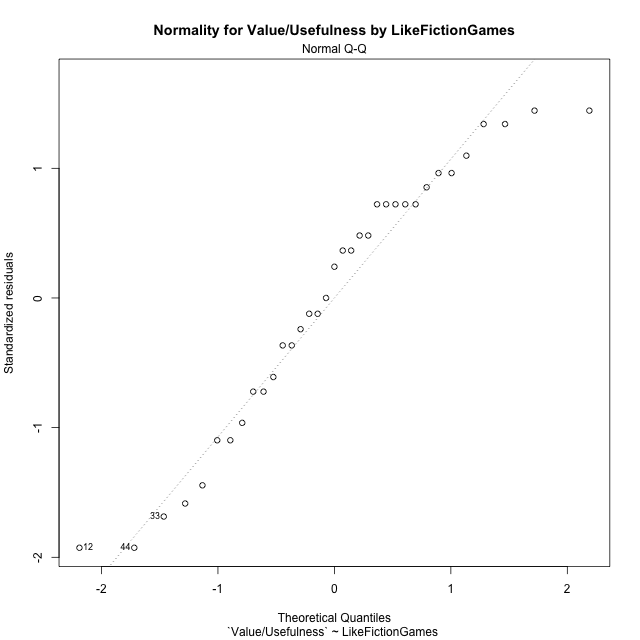 Normality for Value/Usefulness by LikeFictionGames
Normal Q-Q
Standardized residuals
1
0
-1
-2
33
12
44
-2 -1 0 1 2
Theoretical Quantiles
`Value/Usefulness` ~ LikeFictionGames